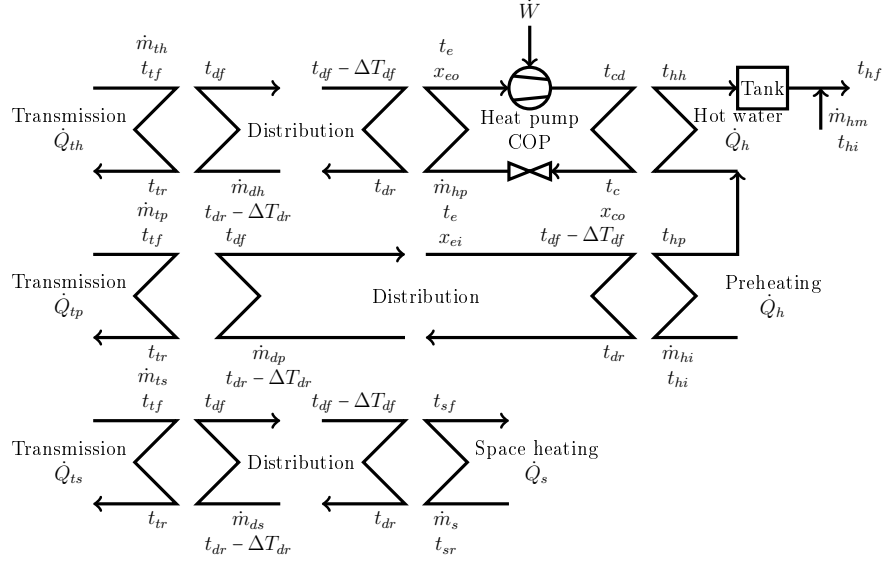 Ẇ
ṁ_th
t_tf
t_df
t_df − ΔT_df
t_e
x_eo
t_cd
t_hh
Tank
t_hf
Transmission
Q̇_th
Distribution
Heat pump
COP
Hot water
Q̇_h
ṁ_hm
t_hi
t_tr
ṁ_dh
t_dr − ΔT_dr
t_dr
ṁ_hp
t_e
x_ei
t_c
x_co
ṁ_tp
t_tf
t_df
t_df − ΔT_df
t_hp
Transmission
Q̇_tp
Distribution
Preheating
Q̇_h
t_tr
ṁ_dp
t_dr − ΔT_dr
t_dr
ṁ_hi
t_hi
ṁ_ts
t_tf
t_df
t_df − ΔT_df
t_sf
Transmission
Q̇_ts
Distribution
Space heating
Q̇_s
t_tr
ṁ_ds
t_dr − ΔT_dr
t_dr
ṁ_s
t_sr